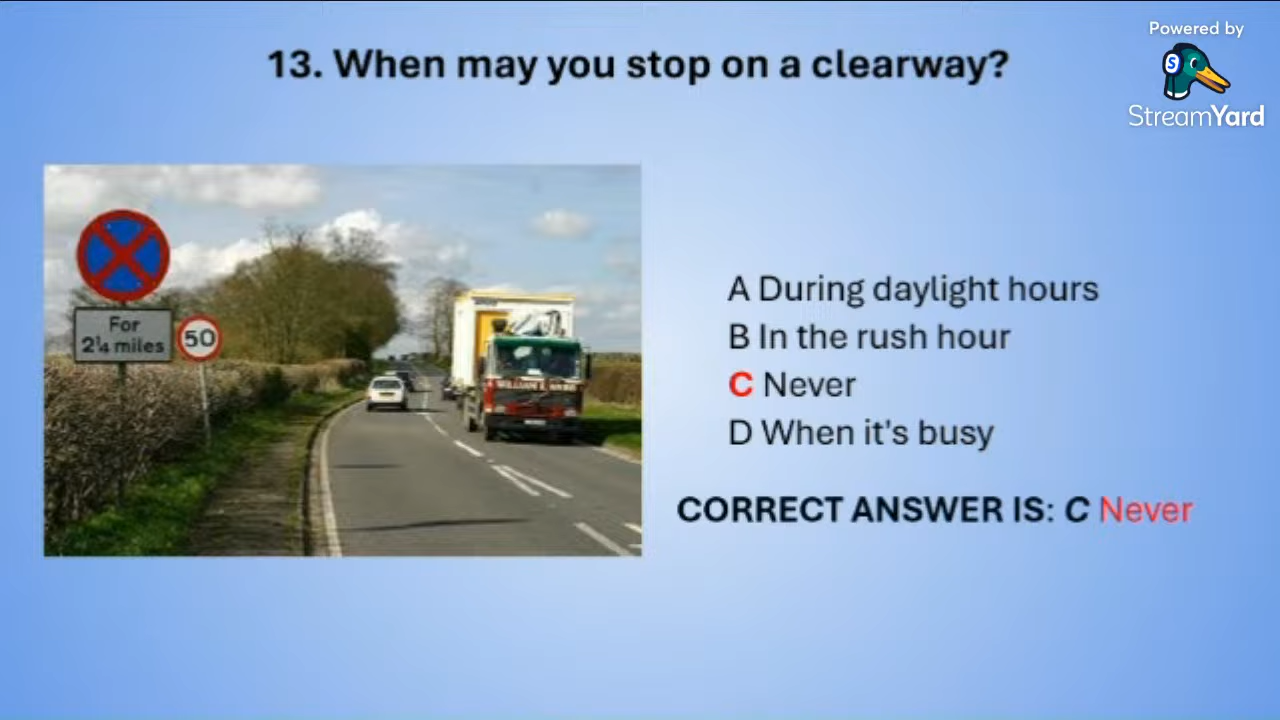 Powered by
StreamYard
13. When may you stop on a clearway?
For
2¼ miles
50
A During daylight hours
B In the rush hour
C Never
D When it's busy
CORRECT ANSWER IS: C Never